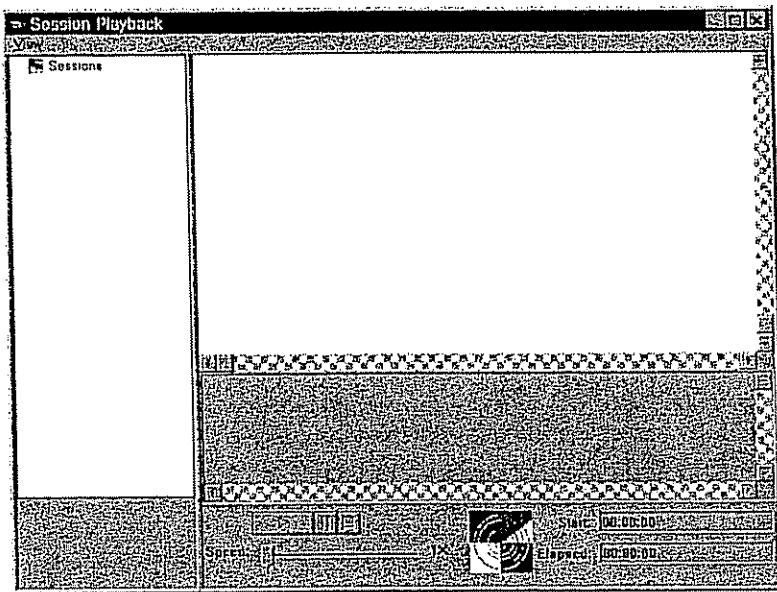 Session Playback
View
Sessions
Start: 00:00:00
Speed 1X Elapsed: 00:00:00